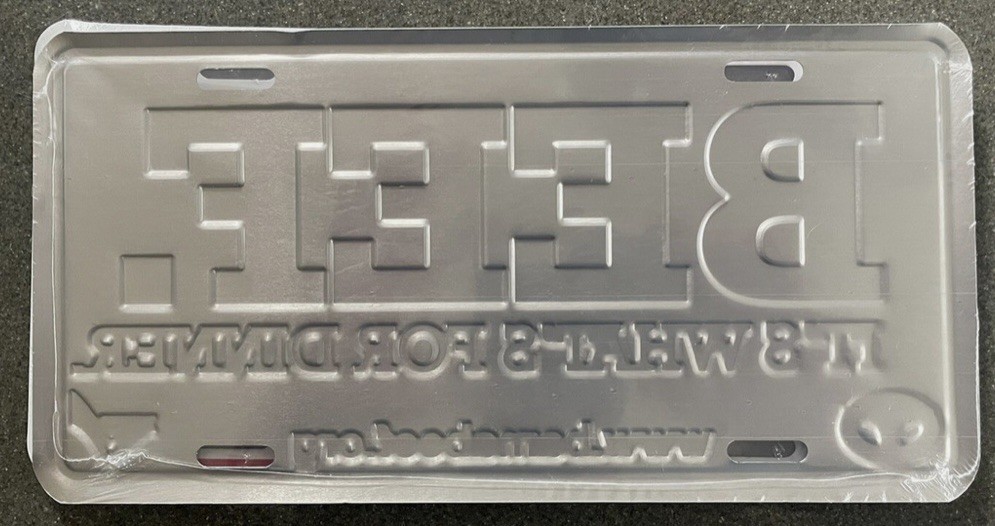 BEEF.
IT'S WHAT'S FOR DINNER